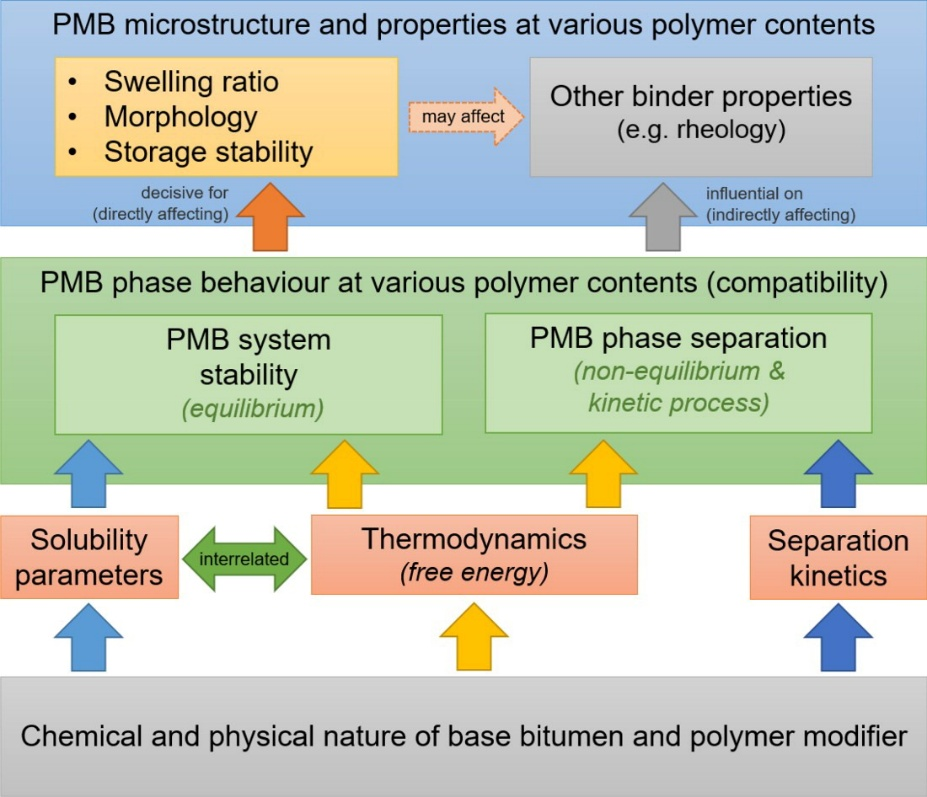 PMB microstructure and properties at various polymer contents
• Swelling ratio
• Morphology
• Storage stability
may affect
Other binder properties
(e.g. rheology)
decisive for
(directly affecting)
influential on
(indirectly affecting)
PMB phase behaviour at various polymer contents (compatibility)
PMB system
stability
(equilibrium)
PMB phase separation
(non-equilibrium &
kinetic process)
Solubility
parameters
interrelated
Thermodynamics
(free energy)
Separation
kinetics
Chemical and physical nature of base bitumen and polymer modifier